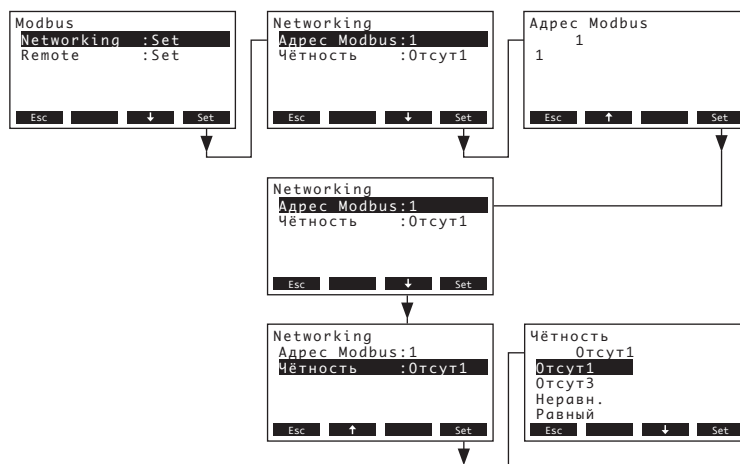 Modbus
Networking :Set
Remote :Set
Esc ↓ Set
Networking
Адрес Modbus:1
Чётность :Отсут1
Esc ↓ Set
Адрес Modbus
1
1
Esc ↑ Set
Networking
Адрес Modbus:1
Чётность :Отсут1
Esc ↓ Set
Networking
Адрес Modbus:1
Чётность :Отсут1
Esc ↑ Set
Чётность
Отсут1
Отсут1
Отсут3
Неравн.
Равный
Esc ↓ Set